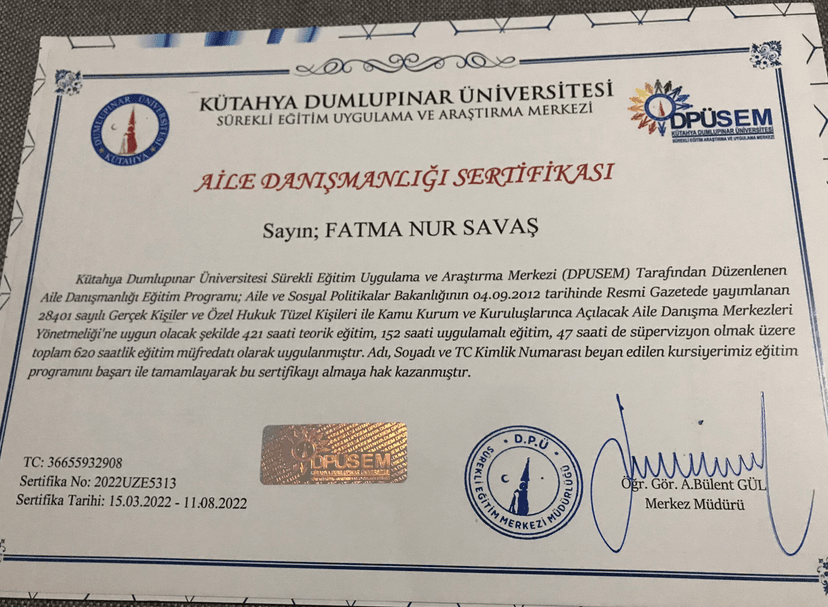 KÜTAHYA DUMLUPINAR ÜNİVERSİTESİ
SÜREKLİ EĞİTİM UYGULAMA VE ARAŞTIRMA MERKEZİ
DUMLUPINAR ÜNİVERSİTESİ
KÜTAHYA
DPÜSEM
KÜTAHYA DUMLUPINAR ÜNİVERSİTESİ
SÜREKLİ EĞİTİM ARAŞTIRMA VE UYGULAMA MERKEZİ
AİLE DANIŞMANLIĞI SERTİFİKASI
Sayın; FATMA NUR SAVAŞ
Kütahya Dumlupınar Üniversitesi Sürekli Eğitim Uygulama ve Araştırma Merkezi (DPUSEM) Tarafından Düzenlenen
Aile Danışmanlığı Eğitim Programı; Aile ve Sosyal Politikalar Bakanlığının 04.09.2012 tarihinde Resmi Gazetede yayımlanan
28401 sayılı Gerçek Kişiler ve Özel Hukuk Tüzel Kişileri ile Kamu Kurum ve Kuruluşlarınca Açılacak Aile Danışma Merkezleri
Yönetmeliği'ne uygun olacak şekilde 421 saati teorik eğitim, 152 saati uygulamalı eğitim, 47 saati de süpervizyon olmak üzere
toplam 620 saatlik eğitim müfredatı olarak uygulanmıştır. Adı, Soyadı ve TC Kimlik Numarası beyan edilen kursiyerimiz eğitim
programını başarı ile tamamlayarak bu sertifikayı almaya hak kazanmıştır.
DPÜSEM
TC: 36655932908
Sertifika No: 2022UZE5313
Sertifika Tarihi: 15.03.2022 - 11.08.2022
D.P.Ü
SÜREKLİ EĞİTİM MERKEZİ MÜDÜRLÜĞÜ
Öğr. Gör. A.Bülent GÜL
Merkez Müdürü